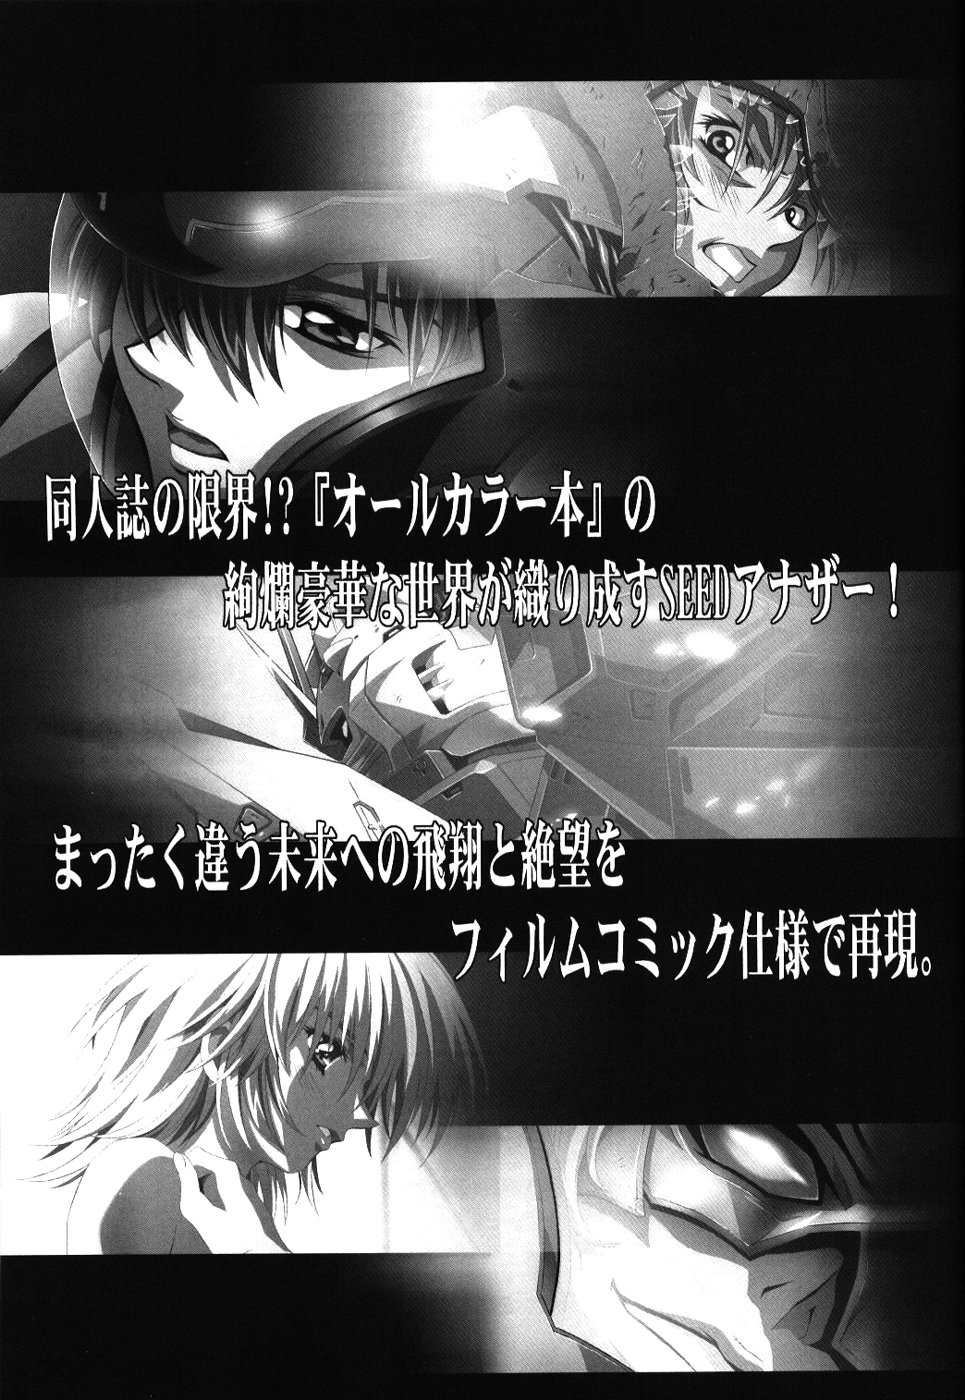 同人誌の限界!?『オールカラー本』の
絢爛豪華な世界が織り成すSEEDアナザー！
まったく違う未来への飛翔と絶望を
フィルムコミック仕様で再現。